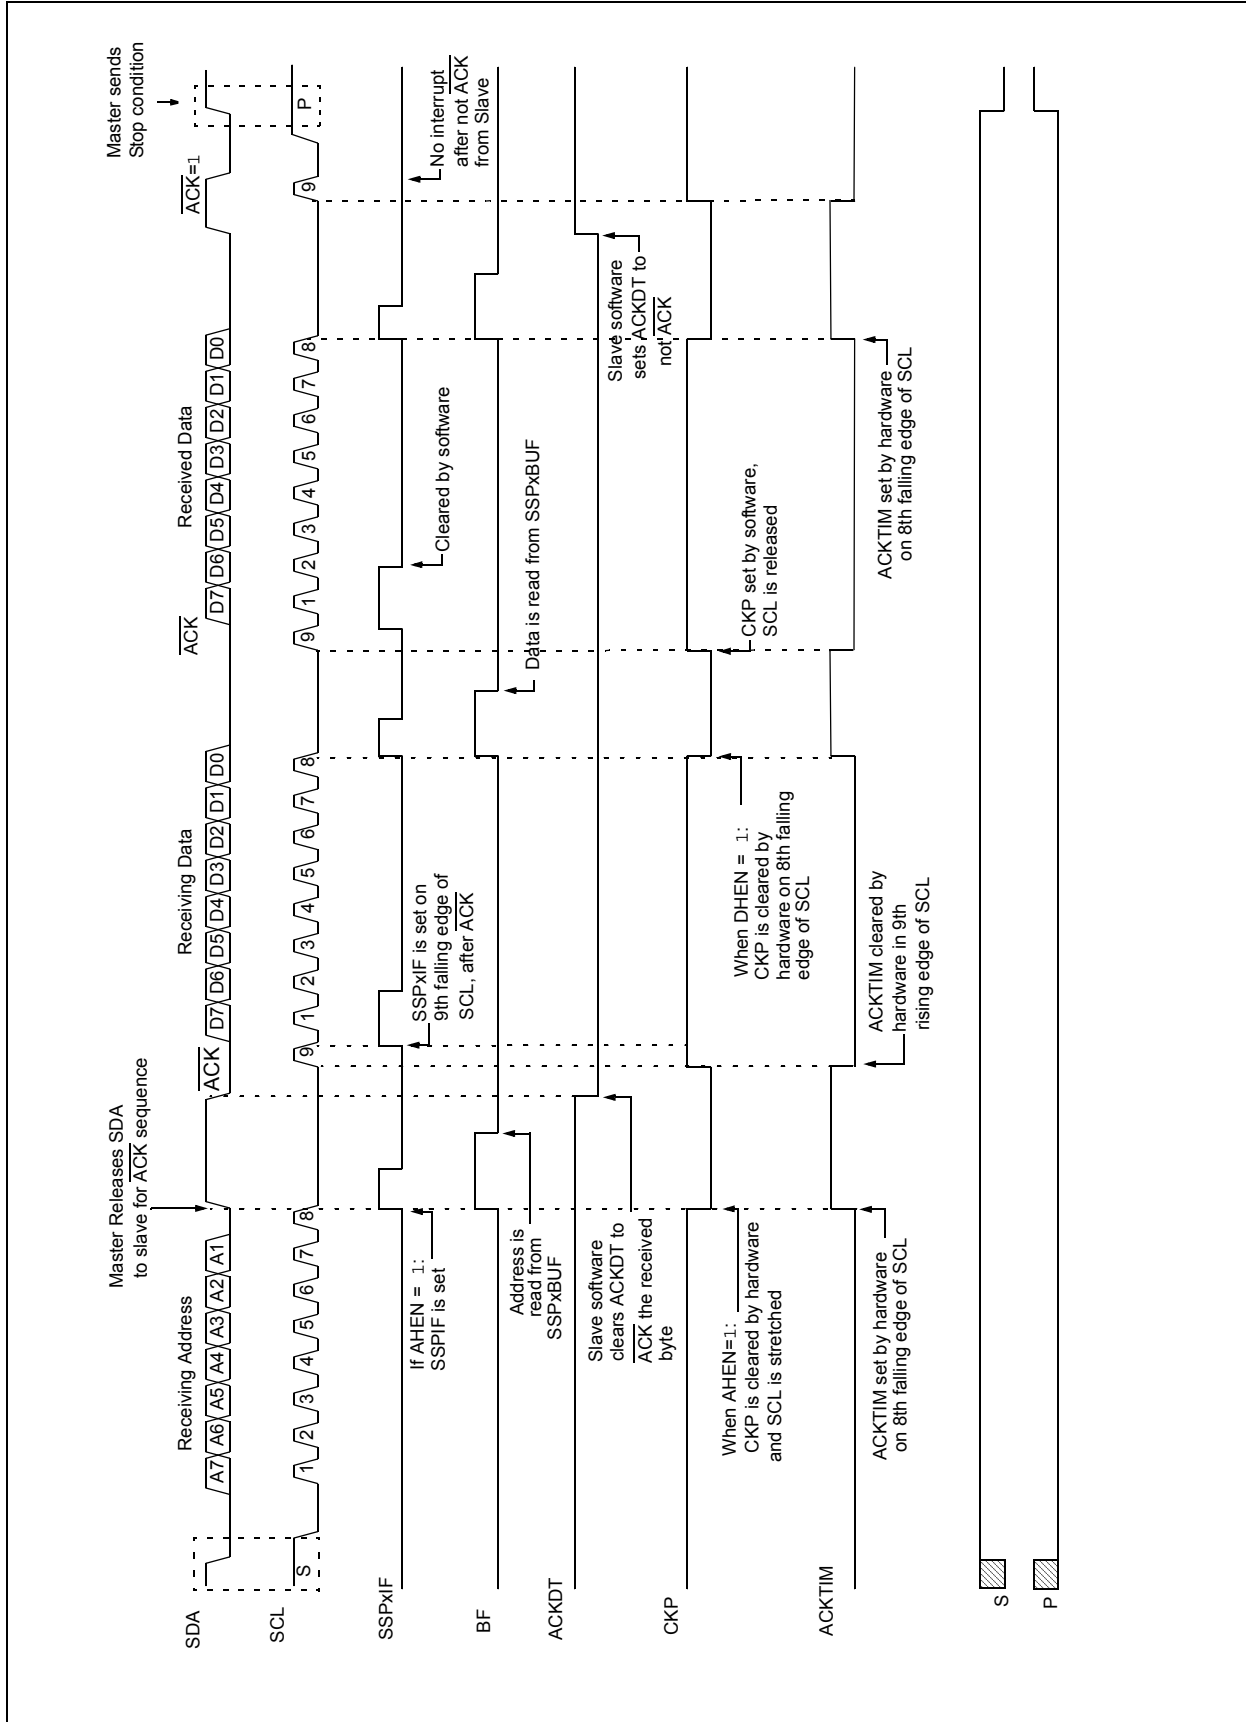 Master Releases SDA
to slave for ACK sequence
Master sends
Stop condition
Receiving Address
ACK
Receiving Data
ACK
Received Data
ACK=1
SDA
A7 A6 A5 A4 A3 A2 A1
D7 D6 D5 D4 D3 D2 D1 D0
D7 D6 D5 D4 D3 D2 D1 D0
SCL
S
1 2 3 4 5 6 7 8 9
1 2 3 4 5 6 7 8 9
1 2 3 4 5 6 7 8 9
P
SSPxIF
If AHEN = 1:
SSPIF is set
SSPxIF is set on
9th falling edge of
SCL, after ACK
Cleared by software
No interrupt
after not ACK
from Slave
BF
Address is
read from
SSPxBUF
Data is read from SSPxBUF
ACKDT
Slave software
clears ACKDT to
ACK the received
byte
Slave software
sets ACKDT to
not ACK
CKP
When AHEN=1:
CKP is cleared by hardware
and SCL is stretched
When DHEN = 1:
CKP is cleared by
hardware on 8th falling
edge of SCL
CKP set by software,
SCL is released
ACKTIM
ACKTIM set by hardware
on 8th falling edge of SCL
ACKTIM cleared by
hardware in 9th
rising edge of SCL
ACKTIM set by hardware
on 8th falling edge of SCL
S
P